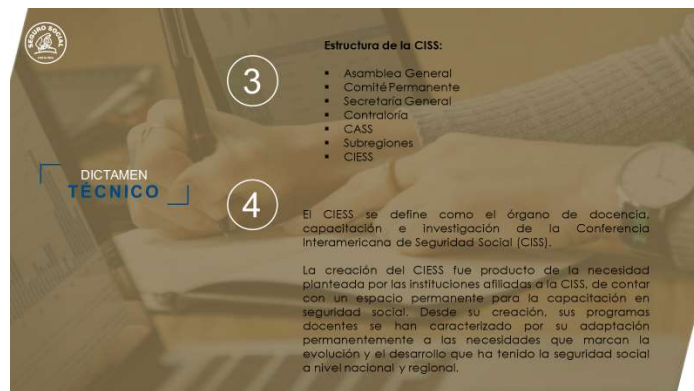 SEGURO SOCIAL
3
Estructura de la CISS:
▪ Asamblea General
▪ Comité Permanente
▪ Secretaría General
▪ Contraloría
▪ CASS
▪ Subregiones
▪ CIESS
DICTAMEN
TÉCNICO
4
El CIESS se define como el órgano de docencia,
capacitación e investigación de la Conferencia
Interamericana de Seguridad Social (CISS).
La creación del CIESS fue producto de la necesidad
planteada por las instituciones afiliadas a la CISS, de contar
con un espacio permanente para la capacitación en
seguridad social. Desde su creación, sus programas
docentes se han caracterizado por su adaptación
permanentemente a las necesidades que marcan la
evolución y el desarrollo que ha tenido la seguridad social
a nivel nacional y regional.